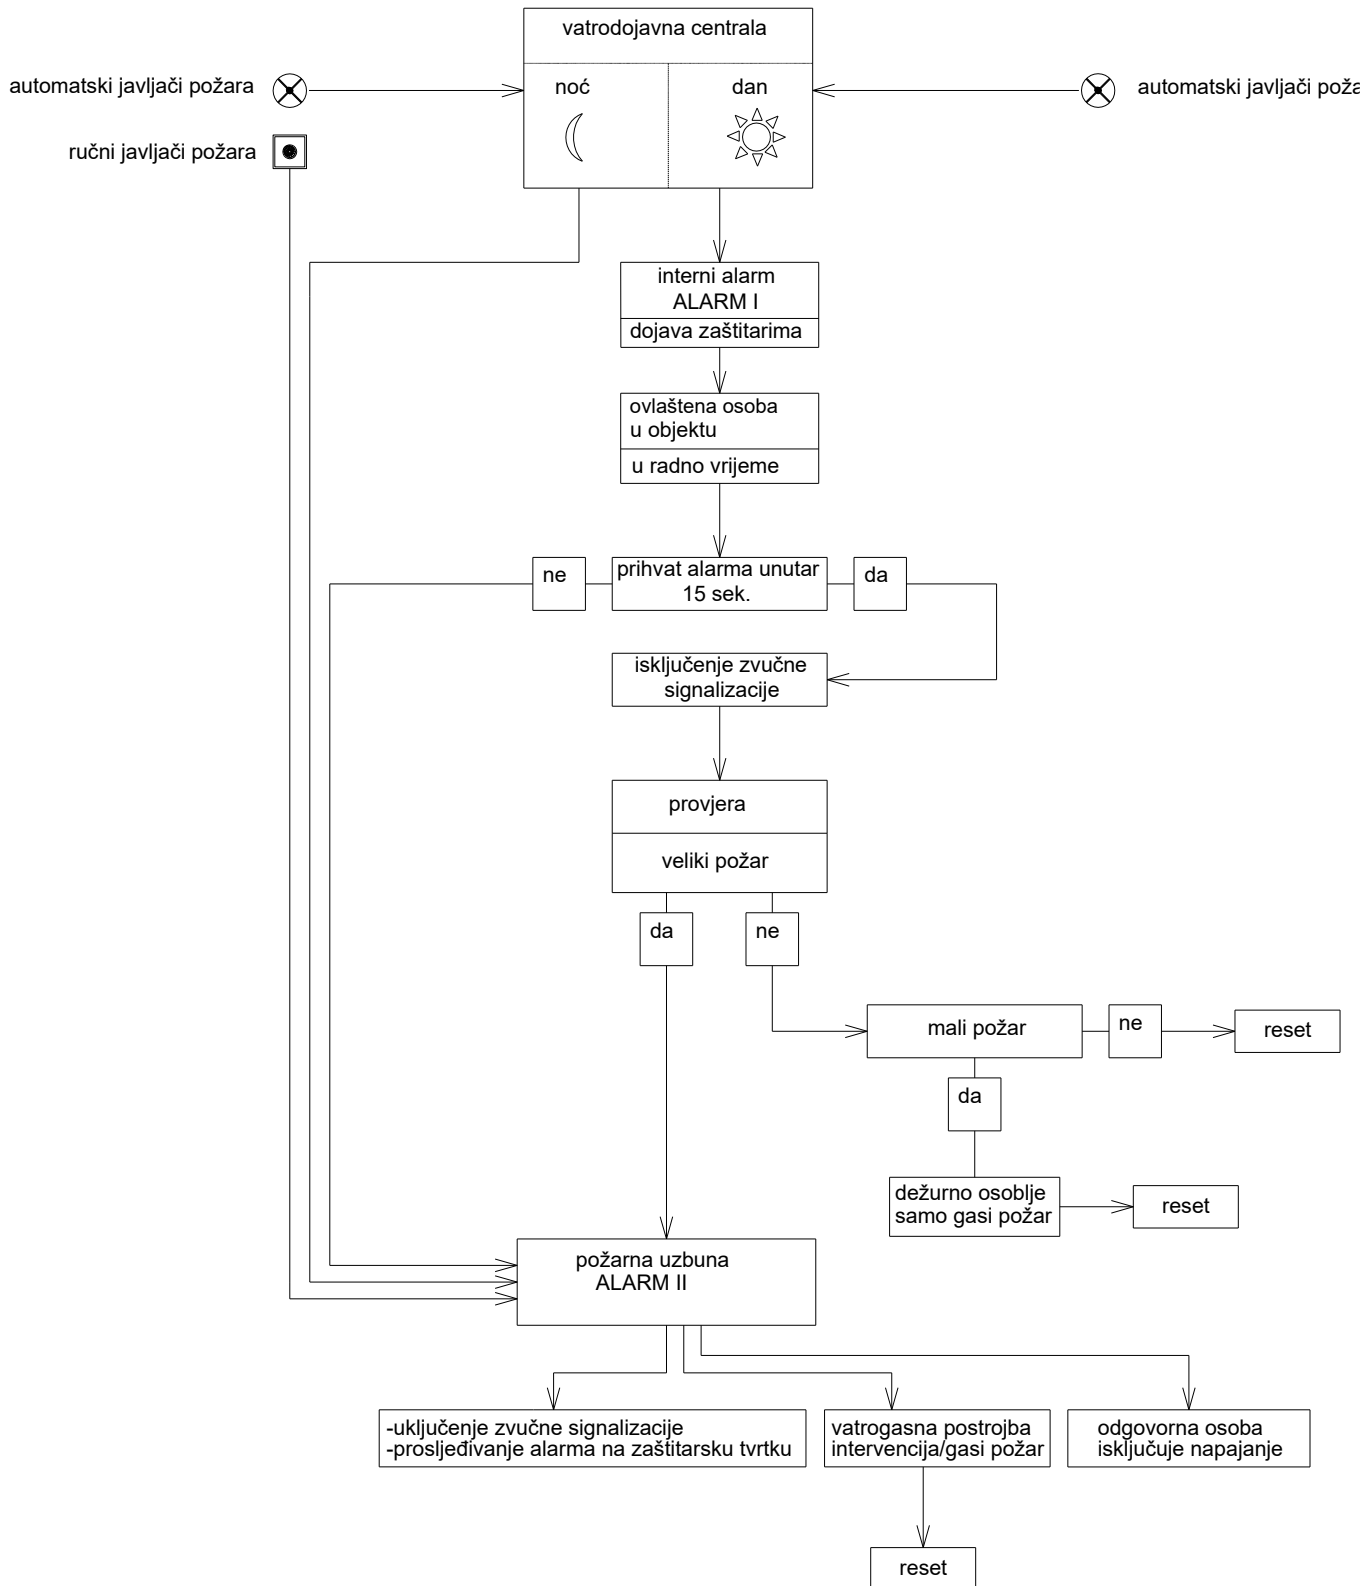 vatrodojavna centrala
automatski javljači požara
noć
dan
automatski javljači poža
ručni javljači požara
interni alarm
ALARM I
dojava zaštitarima
ovlaštena osoba
u objektu
u radno vrijeme
ne
prihvat alarma unutar
15 sek.
da
isključenje zvučne
signalizacije
provjera
veliki požar
da
ne
mali požar
ne
reset
da
dežurno osoblje
samo gasi požar
reset
požarna uzbuna
ALARM II
-uključenje zvučne signalizacije
-prosljeđivanje alarma na zaštitarsku tvrtku
vatrogasna postrojba
intervencija/gasi požar
odgovorna osoba
isključuje napajanje
reset